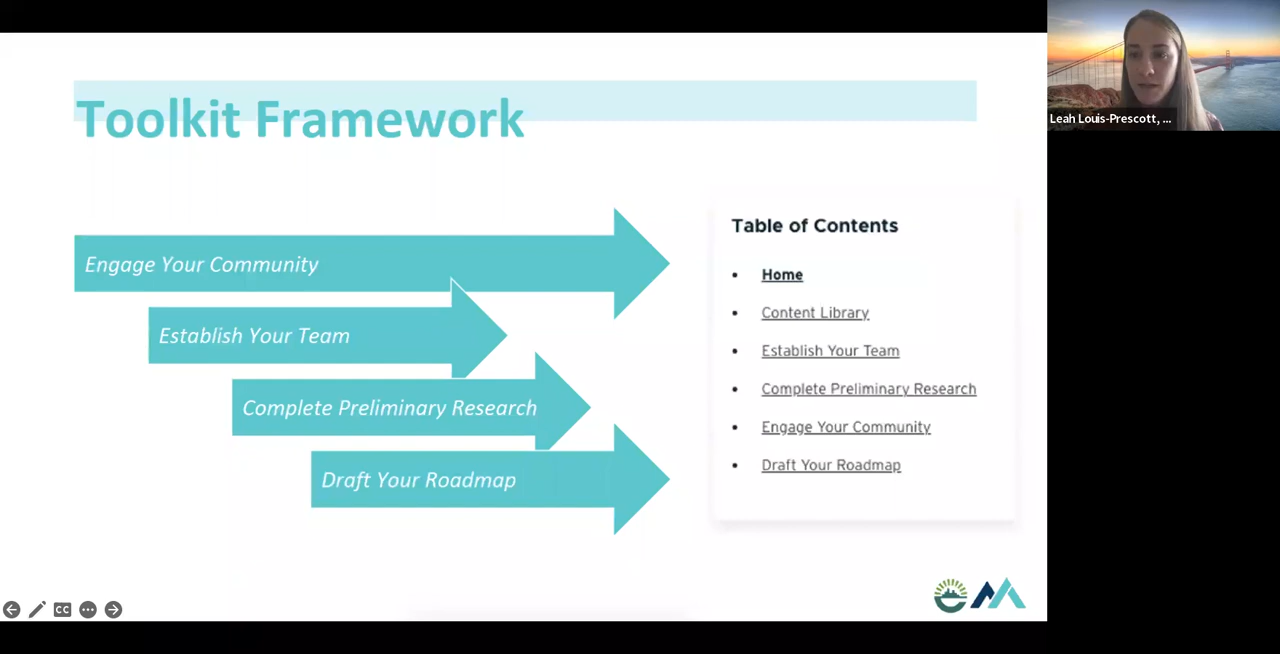 Toolkit Framework
Engage Your Community
Establish Your Team
Complete Preliminary Research
Draft Your Roadmap
Table of Contents
• Home
• Content Library
• Establish Your Team
• Complete Preliminary Research
• Engage Your Community
• Draft Your Roadmap
CC
Leah Louis-Prescott, ...